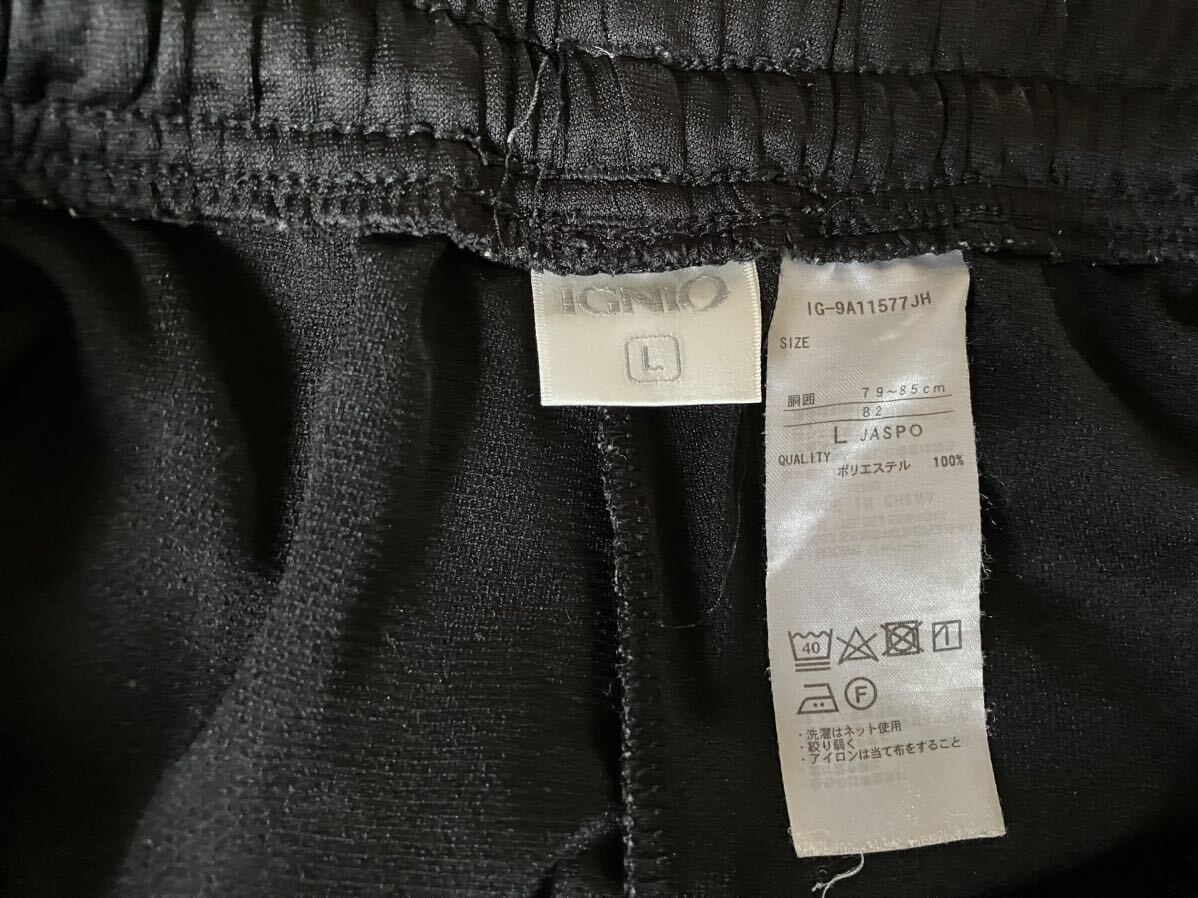 IGNIO
L
IG-9A11577JH
SIZE
胴囲 79~85cm
82
L JASPO
QUALITY
ポリエステル 100%
40
F
・洗濯はネット使用
・絞り弱く
・アイロンは当て布をすること